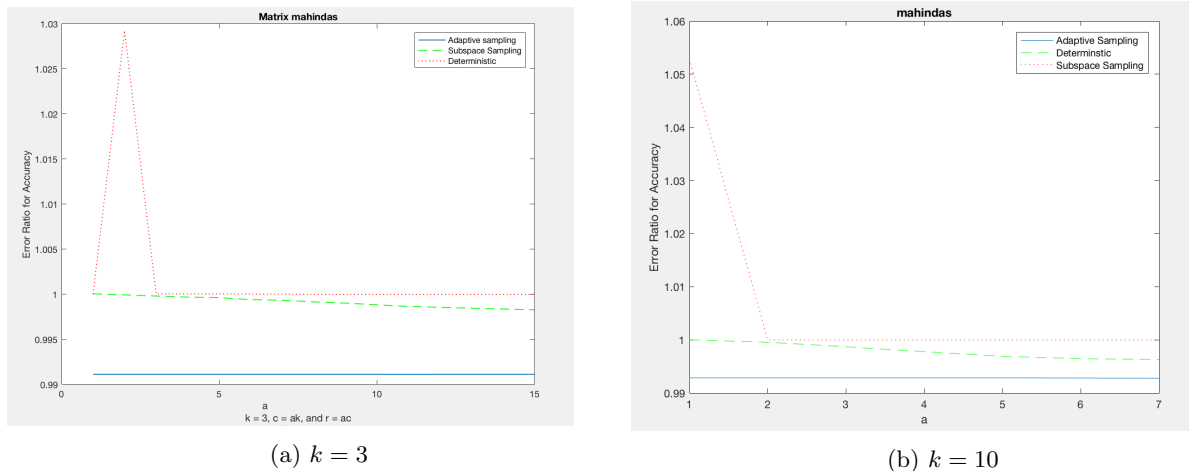 Matrix mahindas
1.03
1.025
1.02
1.015
1.01
1.005
1
0.995
0.99
Error Ratio for Accuracy
Adaptive sampling
Subspace Sampling
Deterministic
0
5
10
15
a
k = 3, c = ak, and r = ac
(a) k = 3
mahindas
1.06
1.05
1.04
1.03
1.02
1.01
1
0.99
Error Ratio for Accuracy
Adaptive Sampling
Determinstic
Subspace Sampling
1
2
3
4
5
6
7
a
(b) k = 10